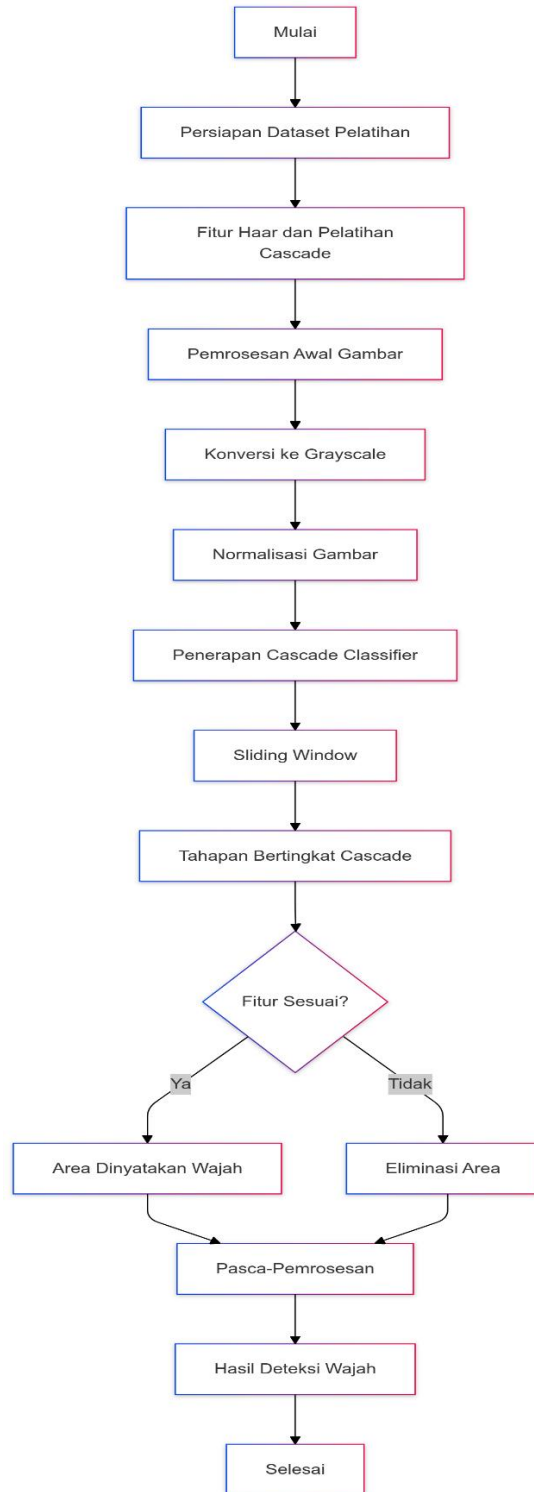 Mulai
Persiapan Dataset Pelatihan
Fitur Haar dan Pelatihan
Cascade
Pemrosesan Awal Gambar
Konversi ke Grayscale
Normalisasi Gambar
Penerapan Cascade Classifier
Sliding Window
Tahapan Bertingkat Cascade
Fitur Sesuai?
Ya
Tidak
Area Dinyatakan Wajah
Eliminasi Area
Pasca-Pemrosesan
Hasil Deteksi Wajah
Selesai